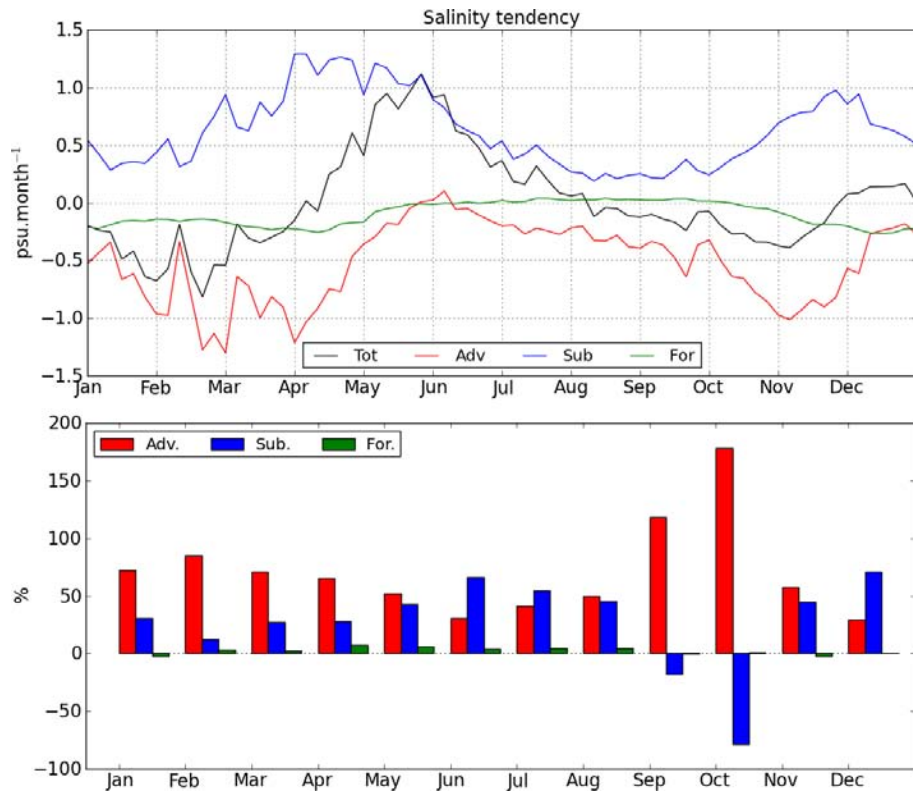 Salinity tendency
1.5
1.0
0.5
0.0
−0.5
−1.0
−1.5
psu.month⁻¹
Tot Adv Sub For
Jan Feb Mar Apr May Jun Jul Aug Sep Oct Nov Dec
200
150
100
50
0
−50
−100
%
Adv. Sub. For.
Jan Feb Mar Apr May Jun Jul Aug Sep Oct Nov Dec